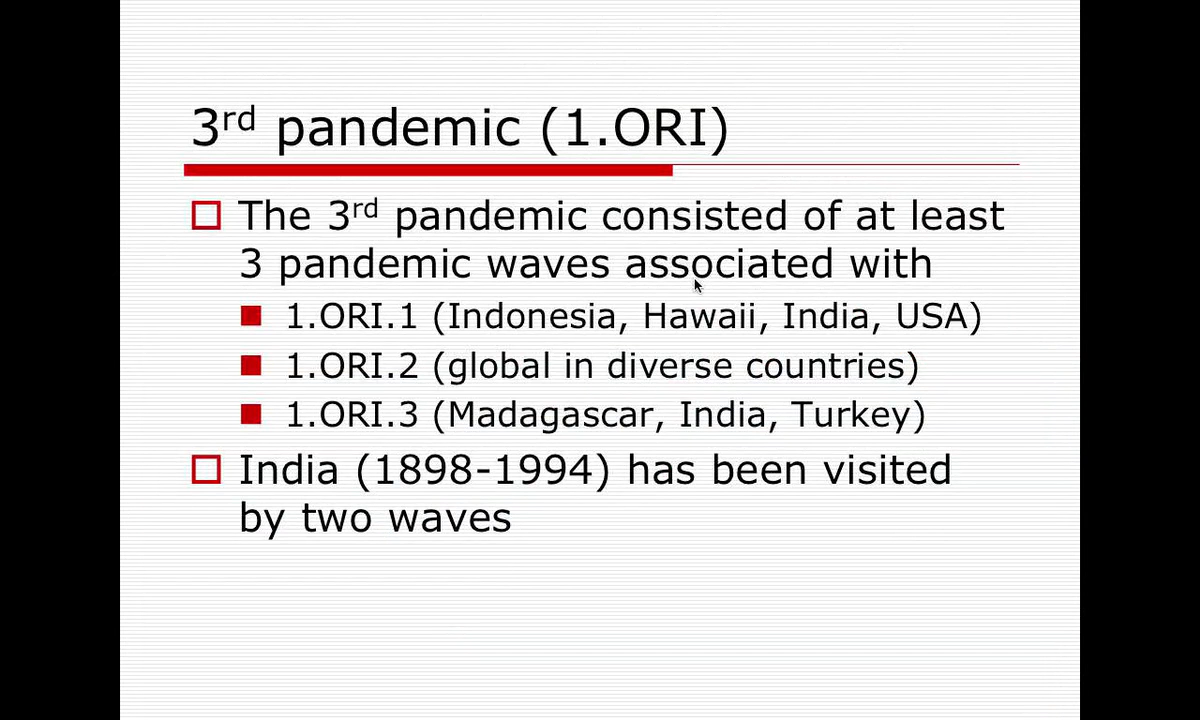 3rd pandemic (1.ORI)
The 3rd pandemic consisted of at least
3 pandemic waves associated with
1.ORI.1 (Indonesia, Hawaii, India, USA)
1.ORI.2 (global in diverse countries)
1.ORI.3 (Madagascar, India, Turkey)
India (1898-1994) has been visited
by two waves